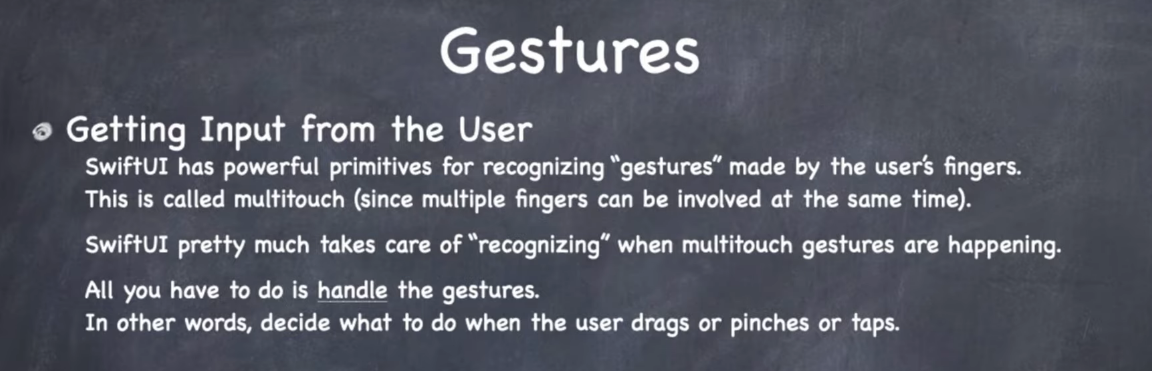 Gestures
Getting Input from the User
SwiftUI has powerful primitives for recognizing “gestures” made by the user’s fingers.
This is called multitouch (since multiple fingers can be involved at the same time).
SwiftUI pretty much takes care of “recognizing” when multitouch gestures are happening.
All you have to do is handle the gestures.
In other words, decide what to do when the user drags or pinches or taps.